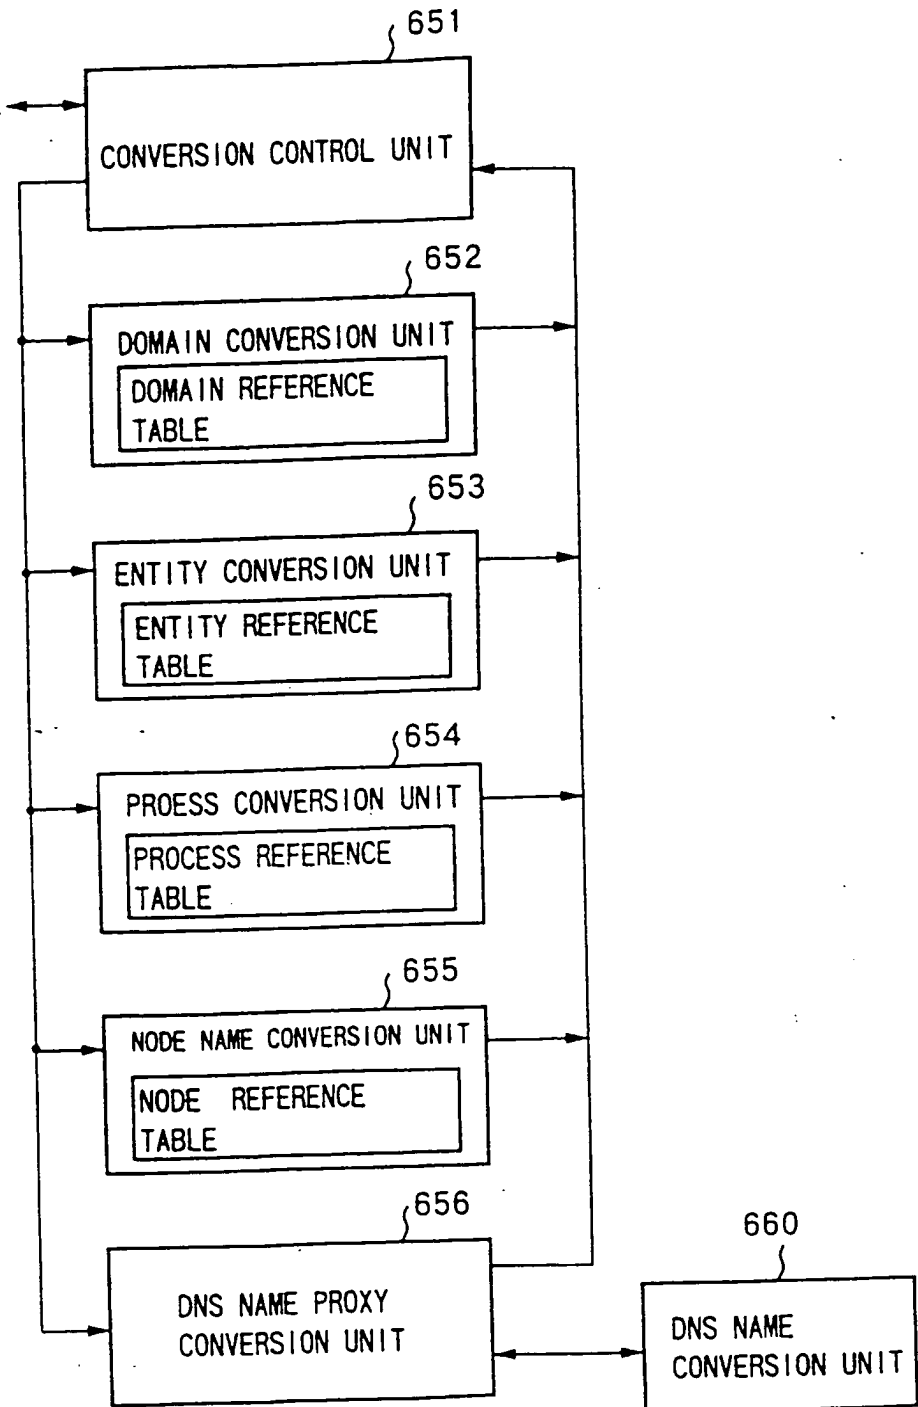 651
CONVERSION CONTROL UNIT
652
DOMAIN CONVERSION UNIT
DOMAIN REFERENCE
TABLE
653
ENTITY CONVERSION UNIT
ENTITY REFERENCE
TABLE
654
PROESS CONVERSION UNIT
PROCESS REFERENCE
TABLE
655
NODE NAME CONVERSION UNIT
NODE REFERENCE
TABLE
656
DNS NAME PROXY
CONVERSION UNIT
660
DNS NAME
CONVERSION UNIT